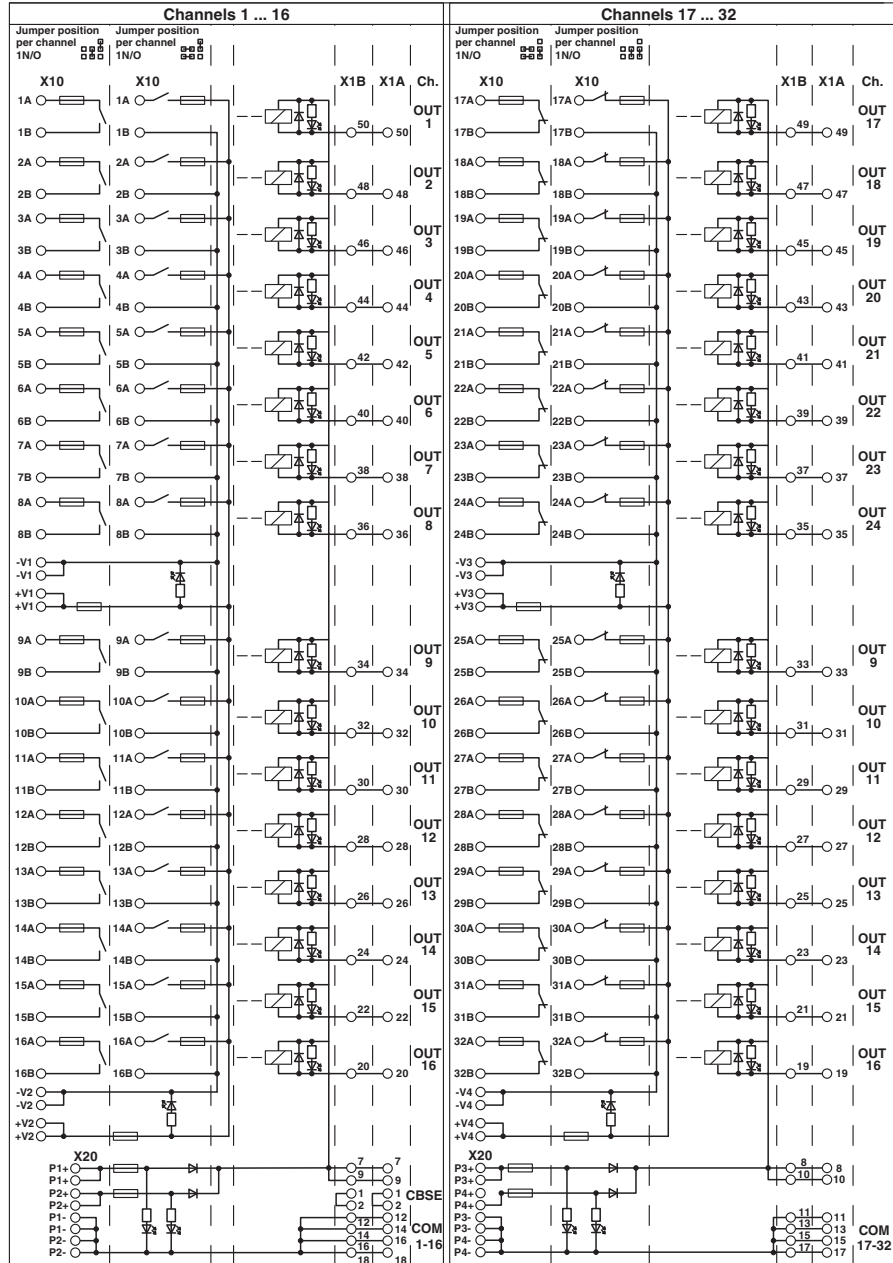 Channels 1 ... 16 Channels 17 ... 32
Jumper position per channel 1N/O Jumper position per channel 1N/O Jumper position per channel 1N/O Jumper position per channel 1N/O
X10 X10 X1B X1A Ch. X10 X10 X1B X1A Ch.
1A 1A OUT 1 17A 17A OUT 17
1B 1B 50 50 17B 17B 49 49
2A 2A OUT 2 18A 18A OUT 18
2B 2B 48 48 18B 18B 47 47
3A 3A OUT 3 19A 19A OUT 19
3B 3B 46 46 19B 19B 45 45
4A 4A OUT 4 20A 20A OUT 20
4B 4B 44 44 20B 20B 43 43
5A 5A OUT 5 21A 21A OUT 21
5B 5B 42 42 21B 21B 41 41
6A 6A OUT 6 22A 22A OUT 22
6B 6B 40 40 22B 22B 39 39
7A 7A OUT 7 23A 23A OUT 23
7B 7B 38 38 23B 23B 37 37
8A 8A OUT 8 24A 24A OUT 24
8B 8B 36 36 24B 24B 35 35
-V1 -V3
-V1 -V3
+V1 +V3
+V1 +V3
9A 9A OUT 9 25A 25A OUT 9
9B 9B 34 34 25B 25B 33 33
10A 10A OUT 10 26A 26A OUT 10
10B 10B 32 32 26B 26B 31 31
11A 11A OUT 11 27A 27A OUT 11
11B 11B 30 30 27B 27B 29 29
12A 12A OUT 12 28A 28A OUT 12
12B 12B 28 28 28B 28B 27 27
13A 13A OUT 13 29A 29A OUT 13
13B 13B 26 26 29B 29B 25 25
14A 14A OUT 14 30A 30A OUT 14
14B 14B 24 24 30B 30B 23 23
15A 15A OUT 15 31A 31A OUT 15
15B 15B 22 22 31B 31B 21 21
16A 16A OUT 16 32A 32A OUT 16
16B 16B 20 20 32B 32B 19 19
-V2 -V4
-V2 -V4
+V2 +V4
+V2 +V4
X20 X20
P1+ 7 7 P3+ 8 8
P1+ 9 9 P3+ 10 10
P2+ 1 1 CBSE P4+
P2+ 2 2 P4+
P1- 12 12 P3- 11 11
P1- 14 14 COM 1-16 P3- 13 13 COM 17-32
P2- 16 16 P4- 15 15
P2- 18 18 P4- 17 17